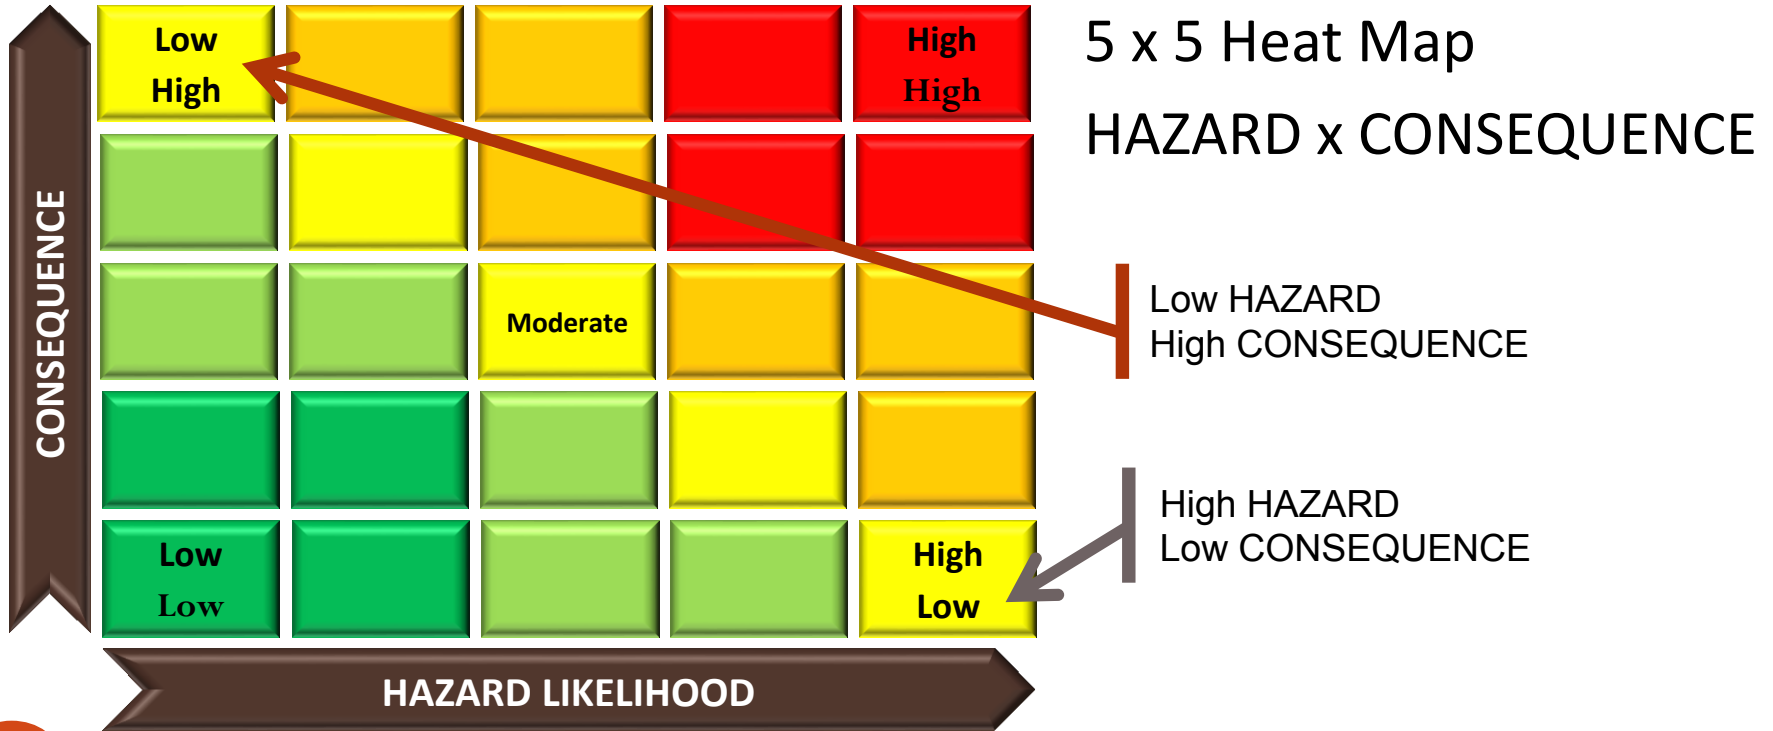 5 x 5 Heat Map
HAZARD x CONSEQUENCE
CONSEQUENCE
Low
High
High
High
Moderate
Low
Low
High
Low
HAZARD LIKELIHOOD
Low HAZARD
High CONSEQUENCE
High HAZARD
Low CONSEQUENCE